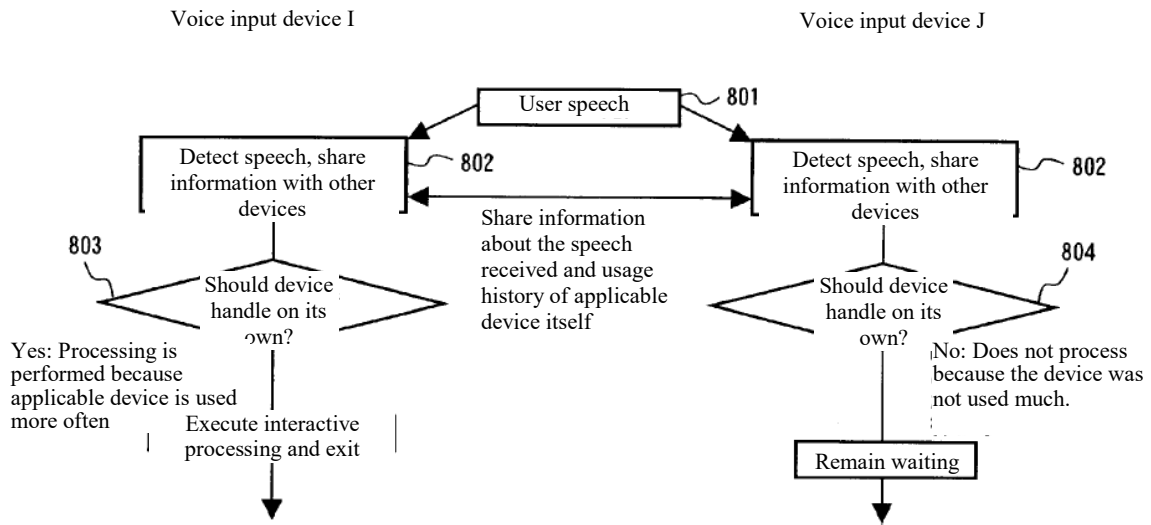 Voice input device I
Voice input device J
User speech
801
Detect speech, share
information with other
devices
802
Detect speech, share
information with other
devices
802
Share information
about the speech
received and usage
history of applicable
device itself
803
Should device
handle on its
own?
804
Should device
handle on its
own?
Yes: Processing is
performed because
applicable device is used
more often
No: Does not process
because the device was
not used much.
Execute interactive
processing and exit
Remain waiting